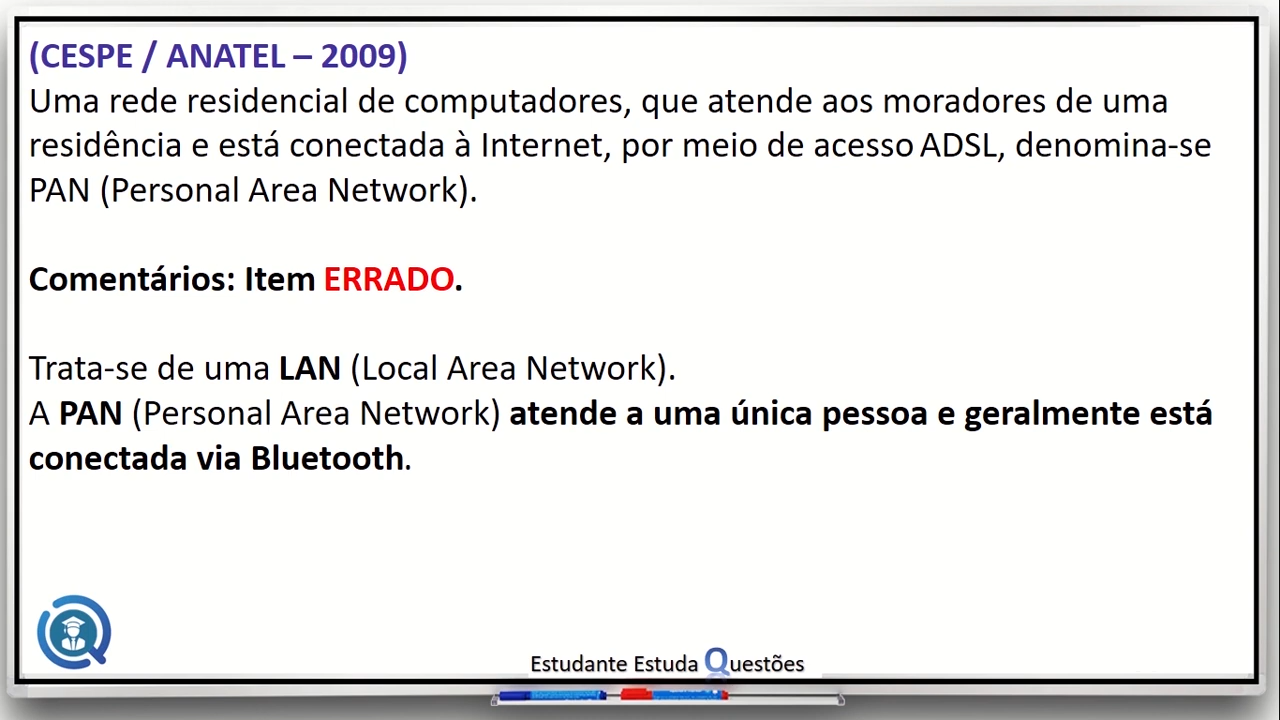 (CESPE / ANATEL – 2009)
Uma rede residencial de computadores, que atende aos moradores de uma
residência e está conectada à Internet, por meio de acesso ADSL, denomina-se
PAN (Personal Area Network).
Comentários: Item ERRADO.
Trata-se de uma LAN (Local Area Network).
A PAN (Personal Area Network) atende a uma única pessoa e geralmente está
conectada via Bluetooth.
Estudante Estuda Questões